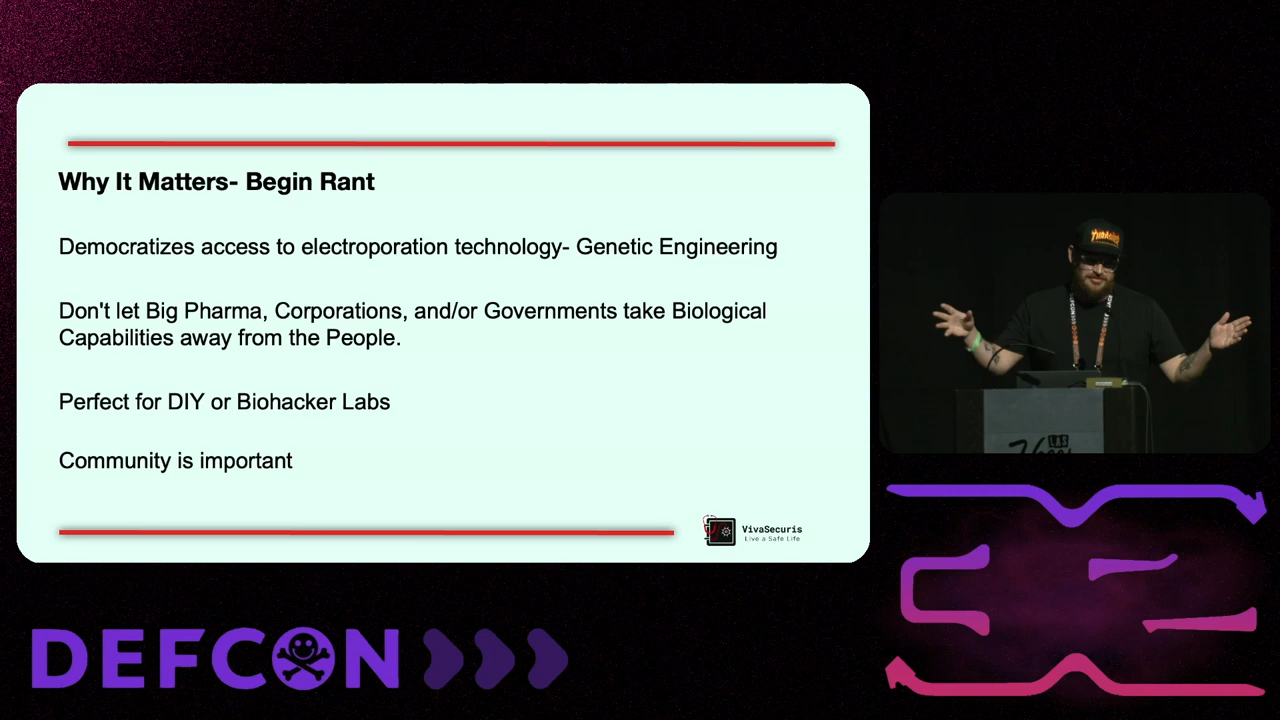 Why It Matters- Begin Rant
Democratizes access to electroporation technology- Genetic Engineering
Don't let Big Pharma, Corporations, and/or Governments take Biological
Capabilities away from the People.
Perfect for DIY or Biohacker Labs
Community is important
VivaSecuris
Live a Safe Life
THRASHER
LAS
DEFCON